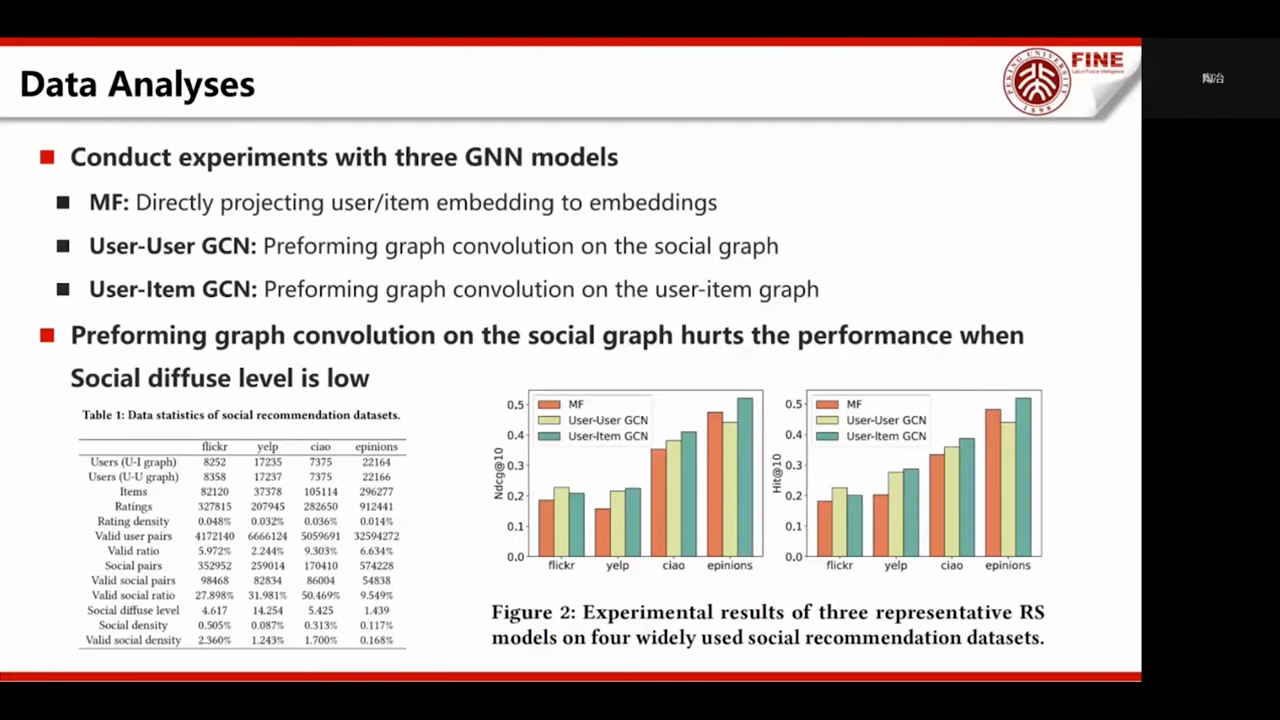 Data Analyses
PEKING UNIVERSITY
1898
FINE
Lab of Future Intelligence
陶冶
■ Conduct experiments with three GNN models
■ MF: Directly projecting user/item embedding to embeddings
■ User-User GCN: Preforming graph convolution on the social graph
■ User-Item GCN: Preforming graph convolution on the user-item graph
■ Preforming graph convolution on the social graph hurts the performance when
Social diffuse level is low
Table 1: Data statistics of social recommendation datasets.
flickr yelp ciao epinions
Users (U-I graph) 8252 17235 7375 22164
Users (U-U graph) 8358 17237 7375 22166
Items 82120 37378 105114 296277
Ratings 327815 207945 282650 912441
Rating density 0.048% 0.032% 0.036% 0.014%
Valid user pairs 4172140 6666124 5059691 32594272
Valid ratio 5.972% 2.244% 9.303% 6.634%
Social pairs 352952 259014 170410 574228
Valid social pairs 98468 82834 86004 54838
Valid social ratio 27.898% 31.981% 50.469% 9.549%
Social diffuse level 4.617 14.254 5.425 1.439
Social density 0.505% 0.087% 0.313% 0.117%
Valid social density 2.360% 1.243% 1.700% 0.168%
MF
User-User GCN
User-Item GCN
Ndcg@10
0.5
0.4
0.3
0.2
0.1
0.0
flickr yelp ciao epinions
MF
User-User GCN
User-Item GCN
Hit@10
0.5
0.4
0.3
0.2
0.1
0.0
flickr yelp ciao epinions
Figure 2: Experimental results of three representative RS
models on four widely used social recommendation datasets.